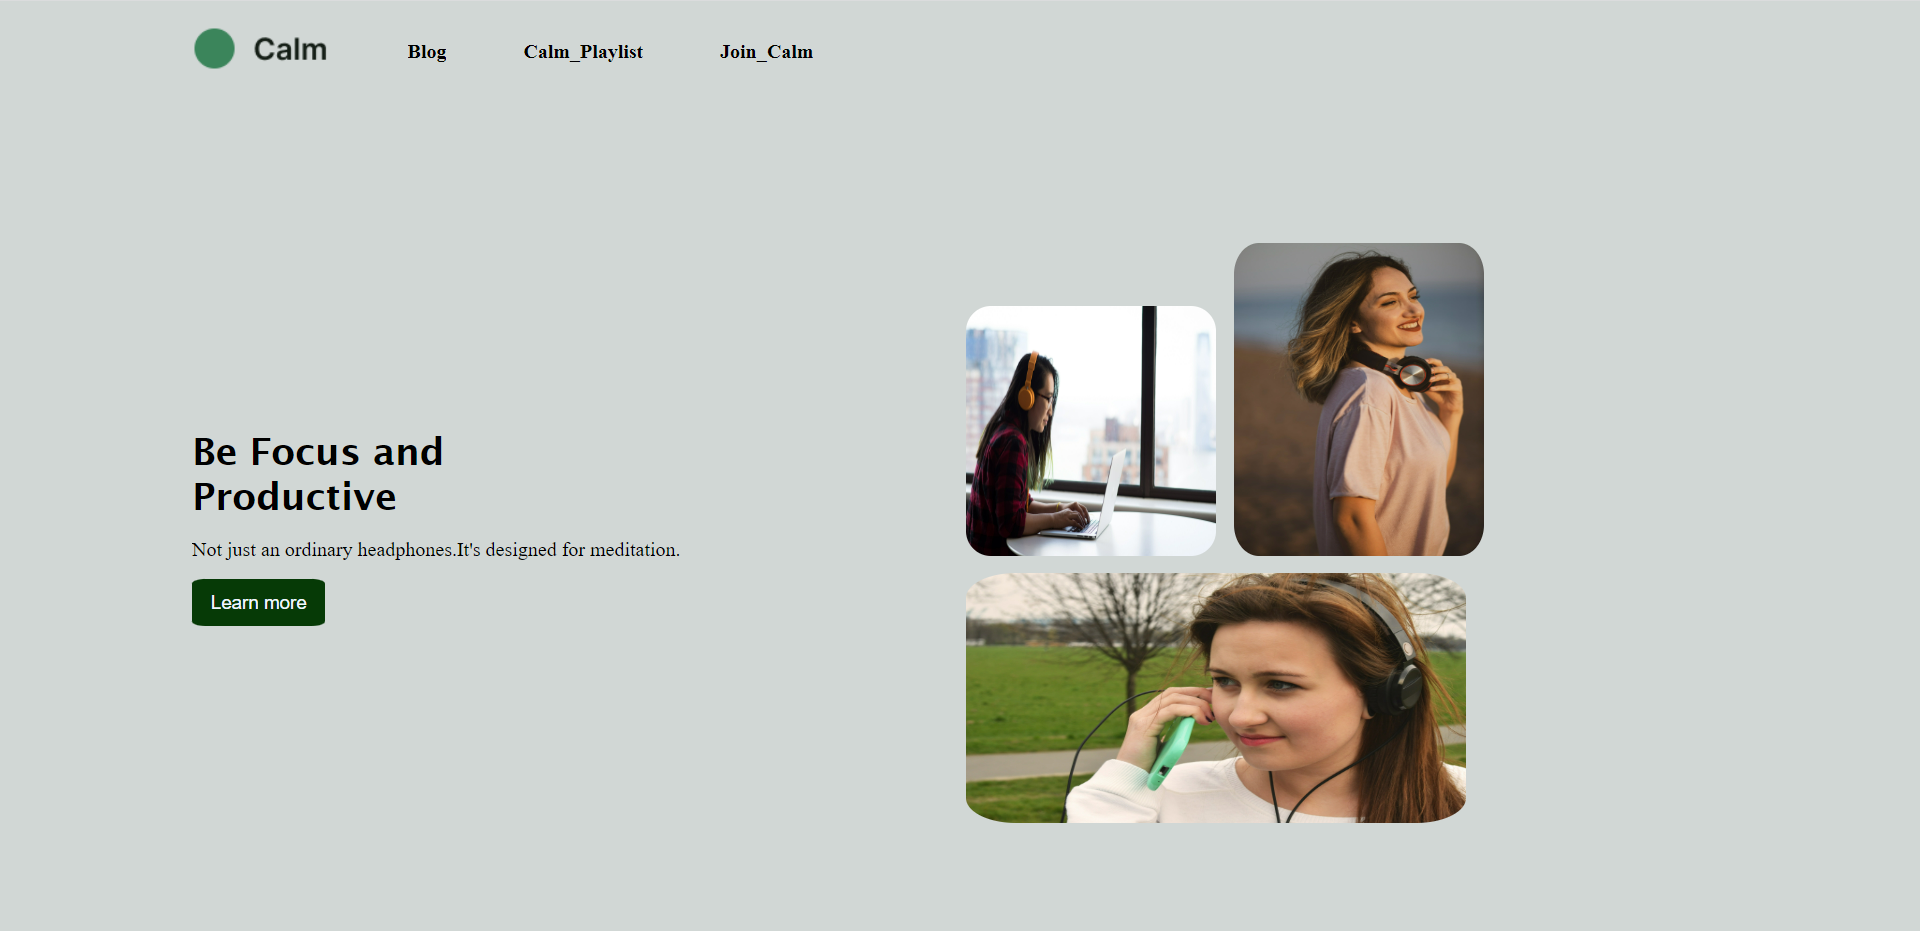 Calm Blog Calm_Playlist Join_Calm
Be Focus and
Productive
Not just an ordinary headphones.It's designed for meditation.
Learn more